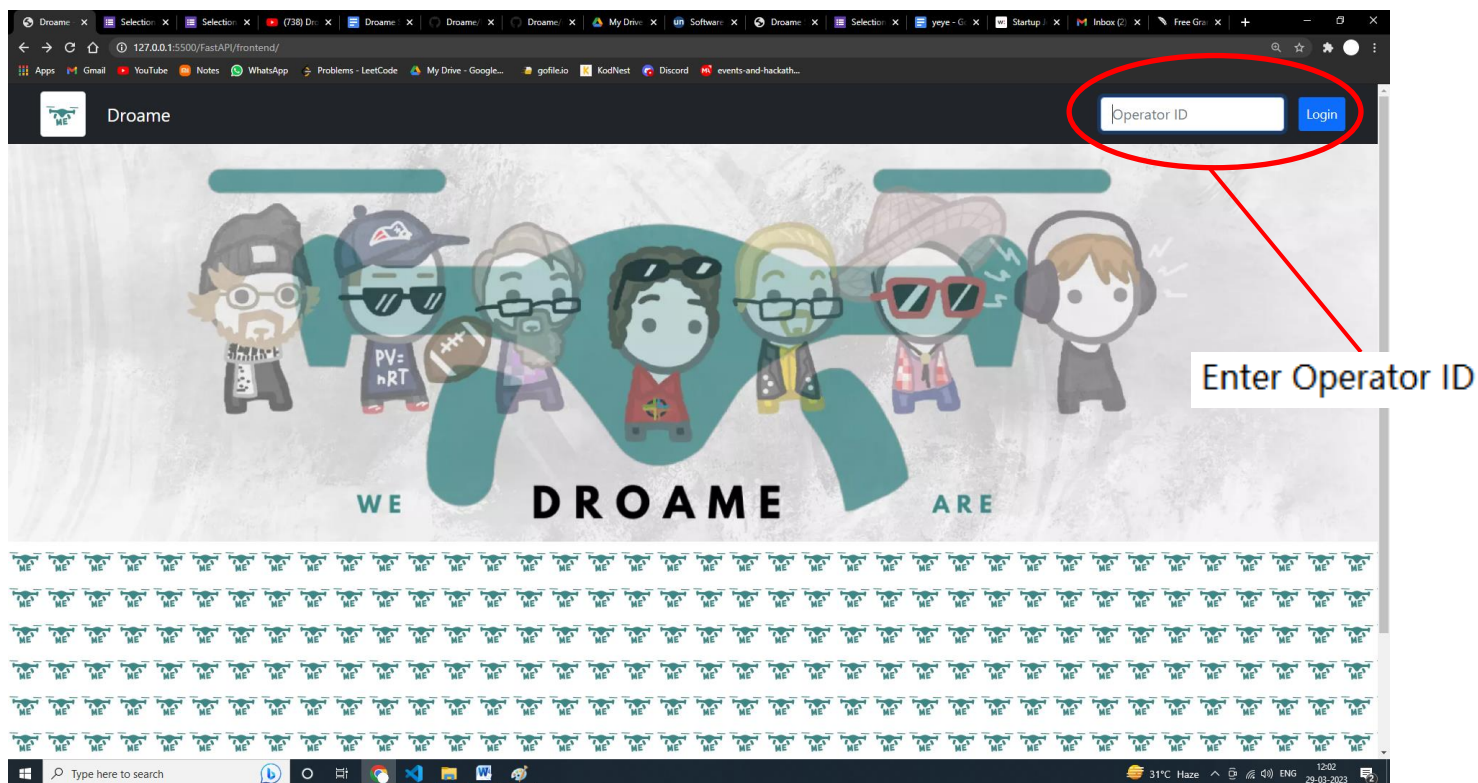 Droame
Selection
Selection
(738) Dro
Droame S
Droame/
Droame/
My Drive
Software
Droame S
Selection
yeye - Go
Startup J
Inbox (2)
Free Gra
127.0.0.1:5500/FastAPI/frontend/
Apps
Gmail
YouTube
Notes
WhatsApp
Problems - LeetCode
My Drive - Google...
gofile.io
KodNest
Discord
events-and-hackath...
ME
Droame
Operator ID
Login
PV=
nRT
Enter Operator ID
WE DROAME ARE
Type here to search
31°C Haze
ENG
12:02
29-03-2023